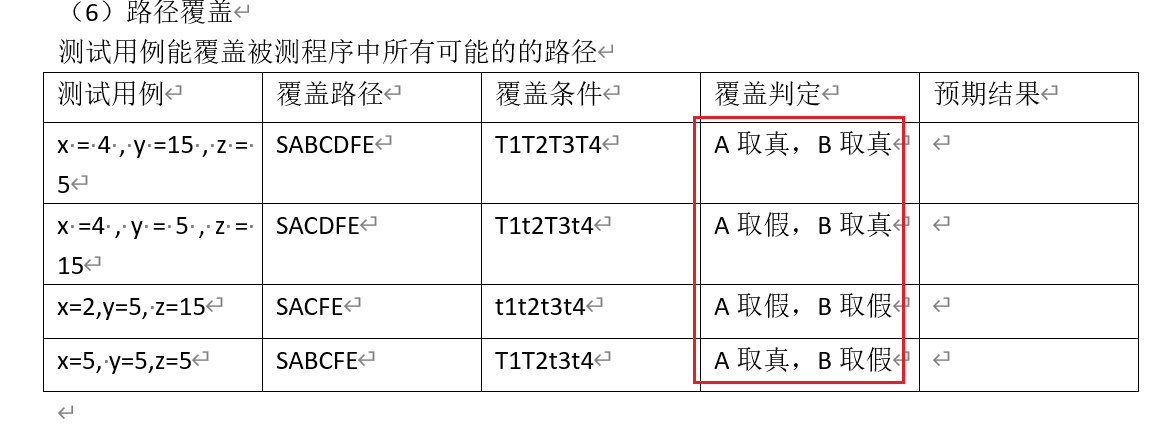 （6）路径覆盖
测试用例能覆盖被测程序中所有可能的的路径
测试用例 覆盖路径 覆盖条件 覆盖判定 预期结果
x = 4 , y =15 , z = 5 SABCDFE T1T2T3T4 A 取真，B 取真
x =4 , y = 5 , z = 15 SACDFE T1t2T3t4 A 取假，B 取真
x=2,y=5, z=15 SACFE t1t2t3t4 A 取假，B 取假
x=5, y=5,z=5 SABCFE T1T2t3t4 A 取真，B 取假